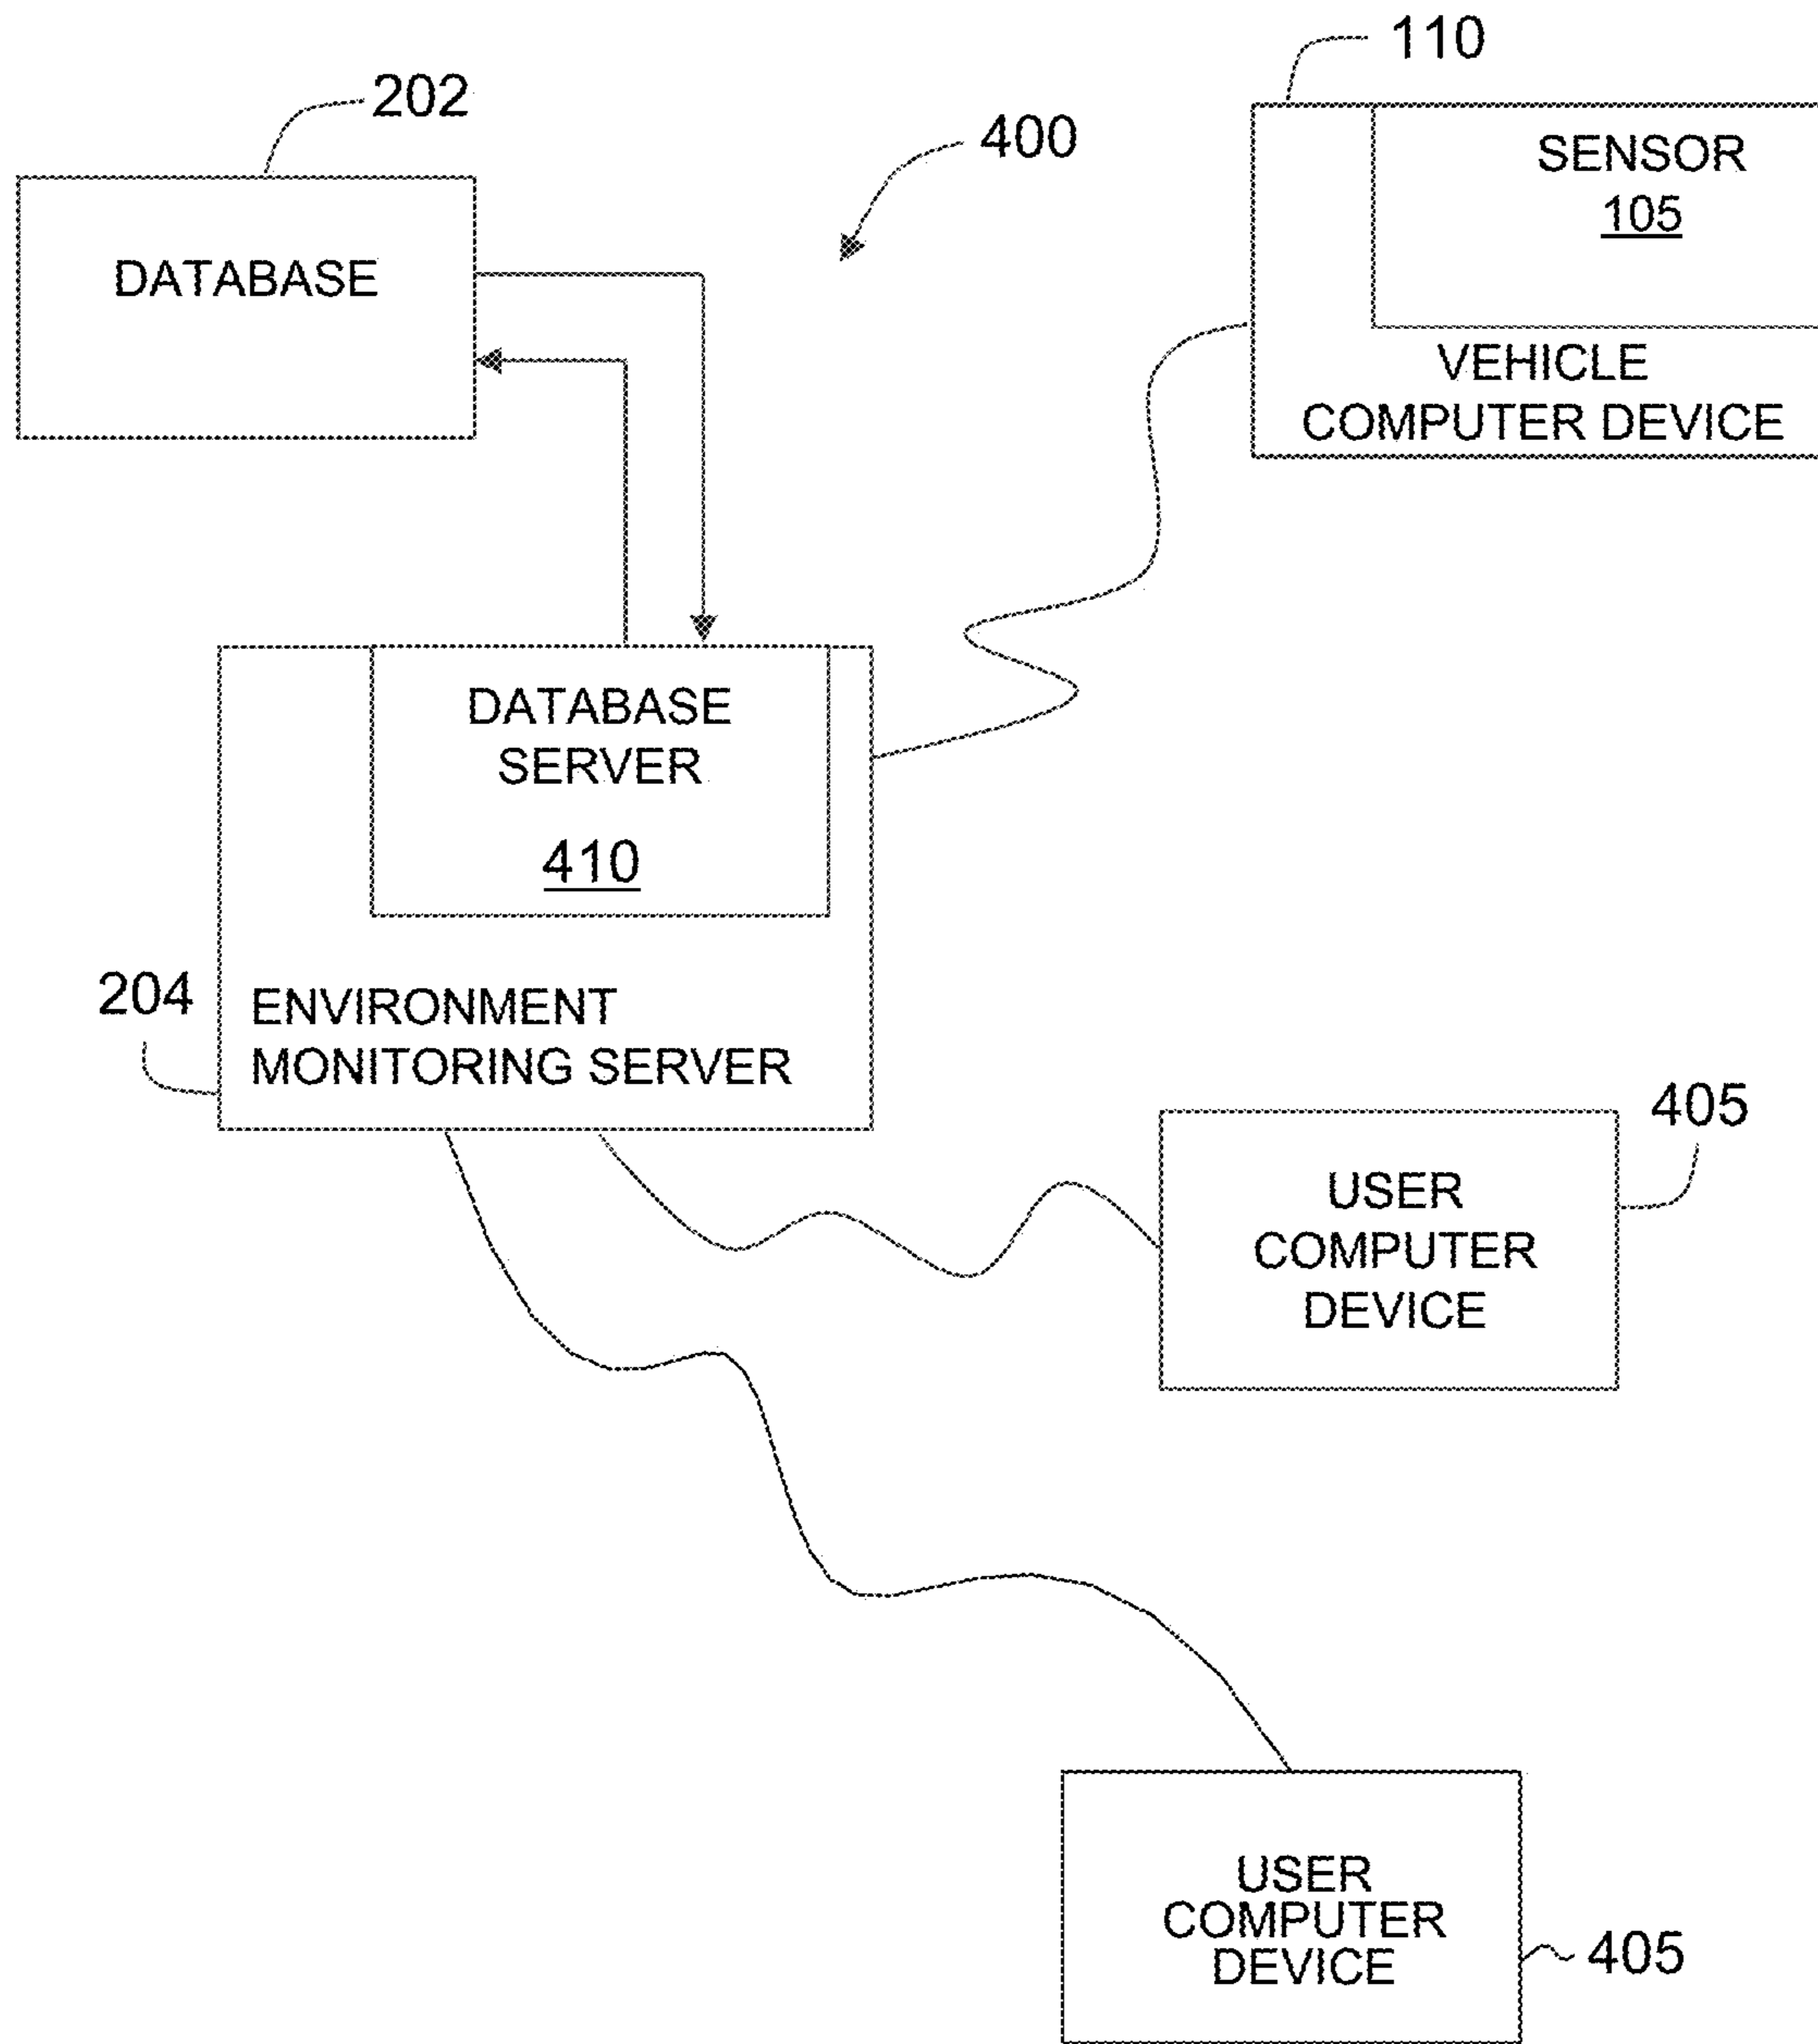 110
202
400
SENSOR
105
DATABASE
VEHICLE
COMPUTER DEVICE
DATABASE
SERVER
410
204
ENVIRONMENT
MONITORING SERVER
405
USER
COMPUTER
DEVICE
USER
COMPUTER
DEVICE
405